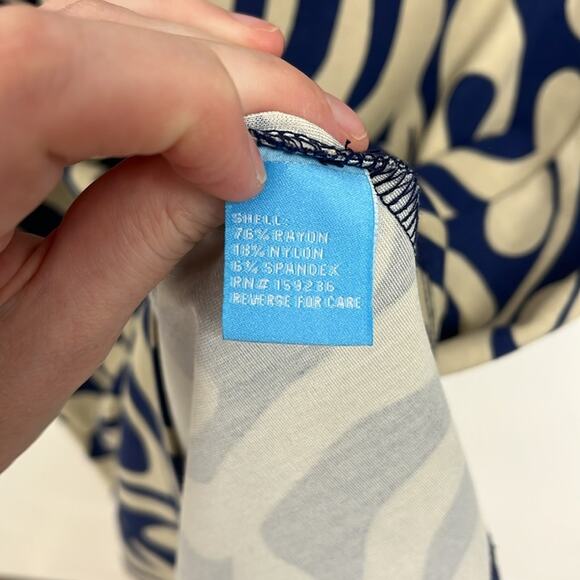 SHELL:
76% RAYON
18% NYLON
6% SPANDEX
RN# 159236
REVERSE FOR CARE